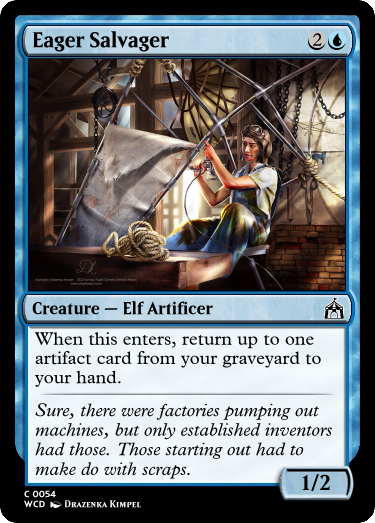 Eager Salvager
2
Creature — Elf Artificer
When this enters, return up to one
artifact card from your graveyard to
your hand.
Sure, there were factories pumping out
machines, but only established inventors
had those. Those starting out had to
make do with scraps.
1/2
C 0054
WCD Drazenka Kimpel